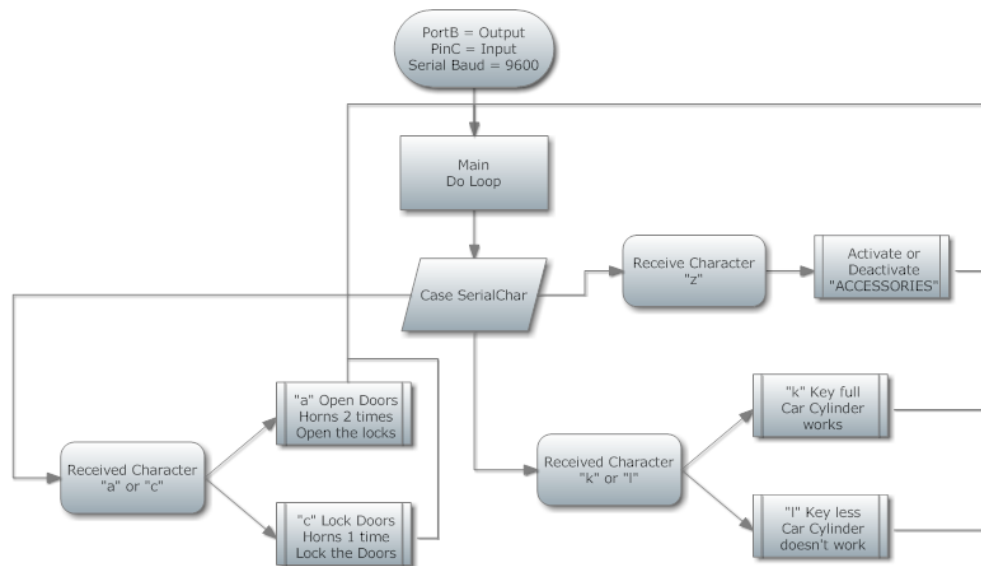 PortB = Output
PinC = Input
Serial Baud = 9600
Main
Do Loop
Case SerialChar
Receive Character
"z"
Activate or
Deactivate
"ACCESSORIES"
"a" Open Doors
Horns 2 times
Open the locks
Received Character
"a" or "c"
"c" Lock Doors
Horns 1 time
Lock the Doors
Received Character
"k" or "l"
"k" Key full
Car Cylinder
works
"l" Key less
Car Cylinder
doesn't work